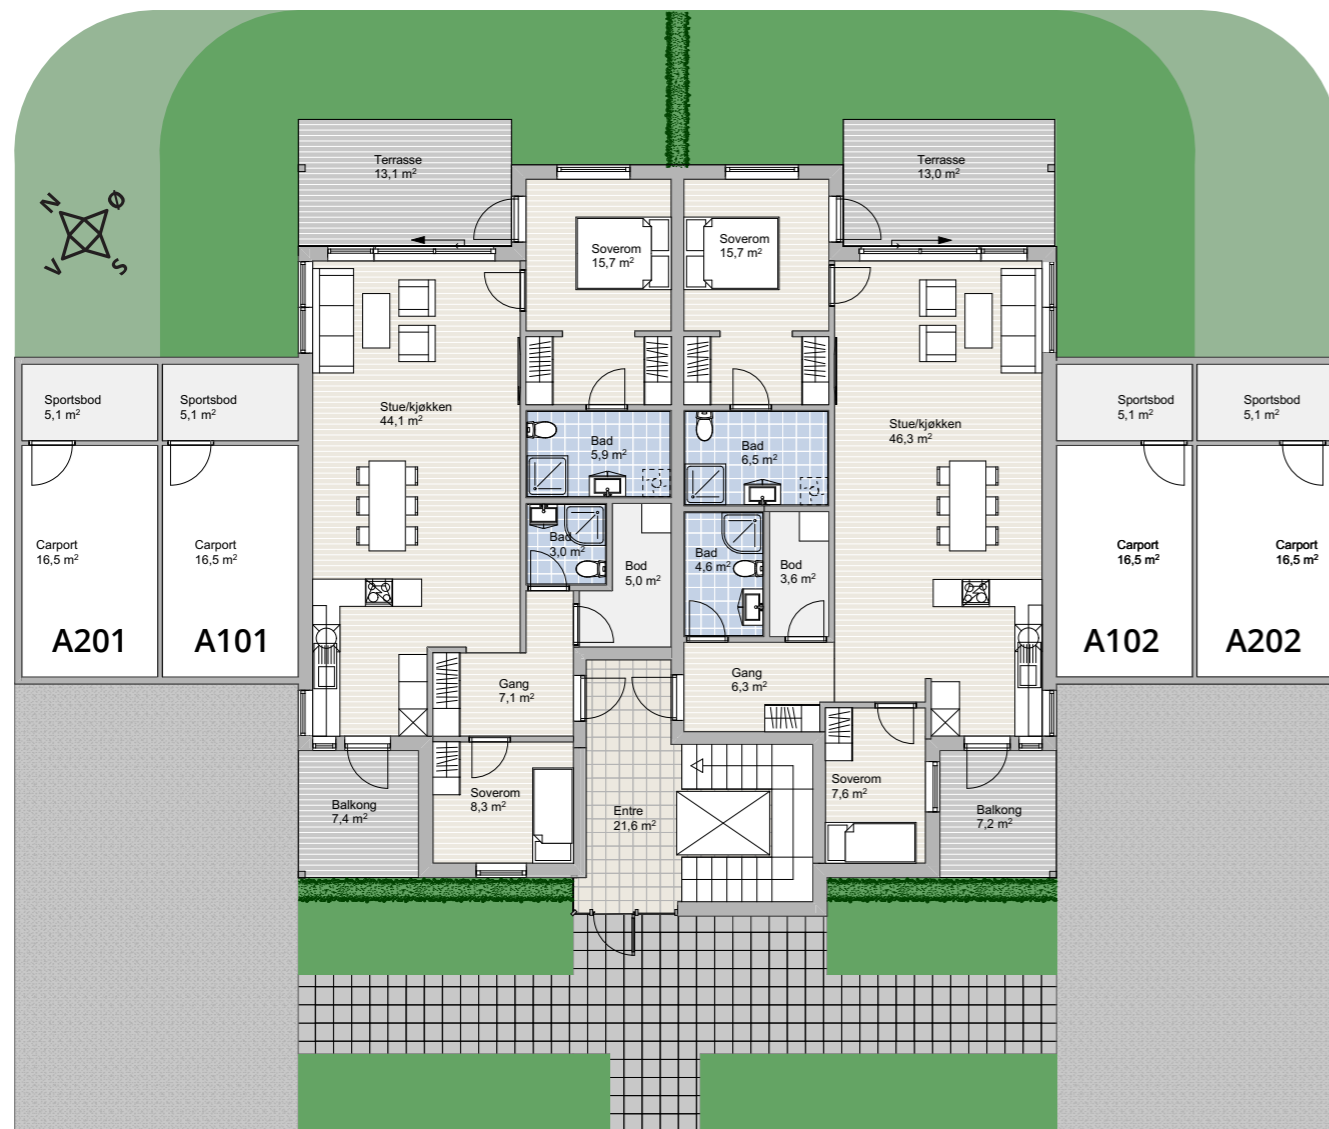 Terrasse
13,1 m²
Terrasse
13,0 m²
N
Ø
V
S
Soverom
15,7 m²
Soverom
15,7 m²
Sportsbod
5,1 m²
Sportsbod
5,1 m²
Stue/kjøkken
44,1 m²
Bad
5,9 m²
Bad
6,5 m²
Stue/kjøkken
46,3 m²
Sportsbod
5,1 m²
Sportsbod
5,1 m²
Carport
16,5 m²
Carport
16,5 m²
Bad
3,0 m²
Bod
5,0 m²
Bad
4,6 m²
Bod
3,6 m²
Carport
16,5 m²
Carport
16,5 m²
A201
A101
A102
A202
Gang
7,1 m²
Gang
6,3 m²
Balkong
7,4 m²
Soverom
8,3 m²
Entre
21,6 m²
Soverom
7,6 m²
Balkong
7,2 m²